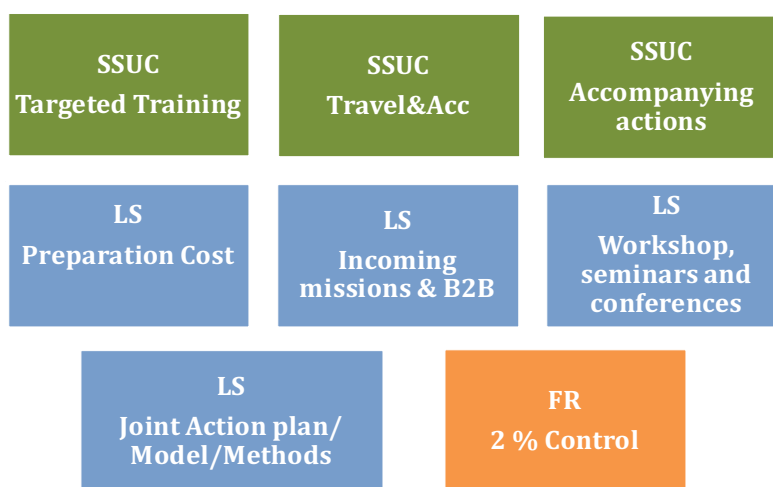 SSUC
Targeted Training
SSUC
Travel&Acc
SSUC
Accompanying
actions
LS
Preparation Cost
LS
Incoming
missions & B2B
LS
Workshop,
seminars and
conferences
LS
Joint Action plan/
Model/Methods
FR
2 % Control